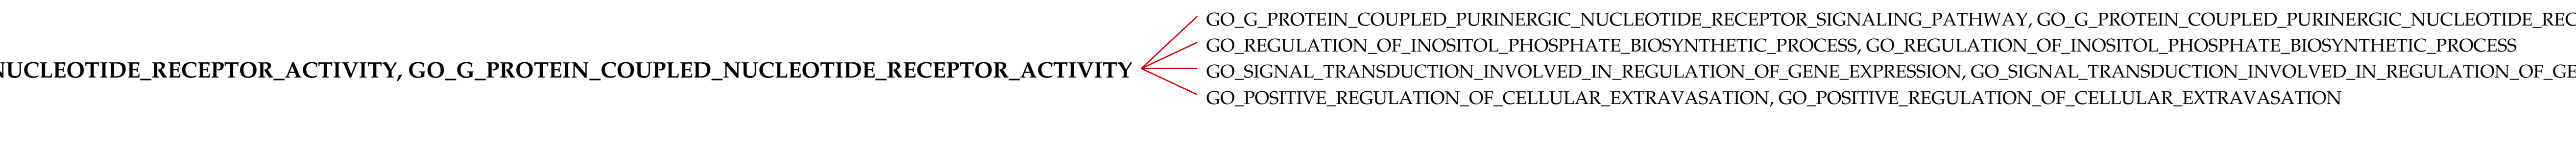 GO_G_PROTEIN_COUPLED_PURINERGIC_NUCLEOTIDE_RECEPTOR_SIGNALING_PATHWAY, GO_G_PROTEIN_COUPLED_PURINERGIC_NUCLEOTIDE_REC
GO_REGULATION_OF_INOSITOL_PHOSPHATE_BIOSYNTHETIC_PROCESS, GO_REGULATION_OF_INOSITOL_PHOSPHATE_BIOSYNTHETIC_PROCESS
NUCLEOTIDE_RECEPTOR_ACTIVITY, GO_G_PROTEIN_COUPLED_NUCLEOTIDE_RECEPTOR_ACTIVITY
GO_SIGNAL_TRANSDUCTION_INVOLVED_IN_REGULATION_OF_GENE_EXPRESSION, GO_SIGNAL_TRANSDUCTION_INVOLVED_IN_REGULATION_OF_GE
GO_POSITIVE_REGULATION_OF_CELLULAR_EXTRAVASATION, GO_POSITIVE_REGULATION_OF_CELLULAR_EXTRAVASATION